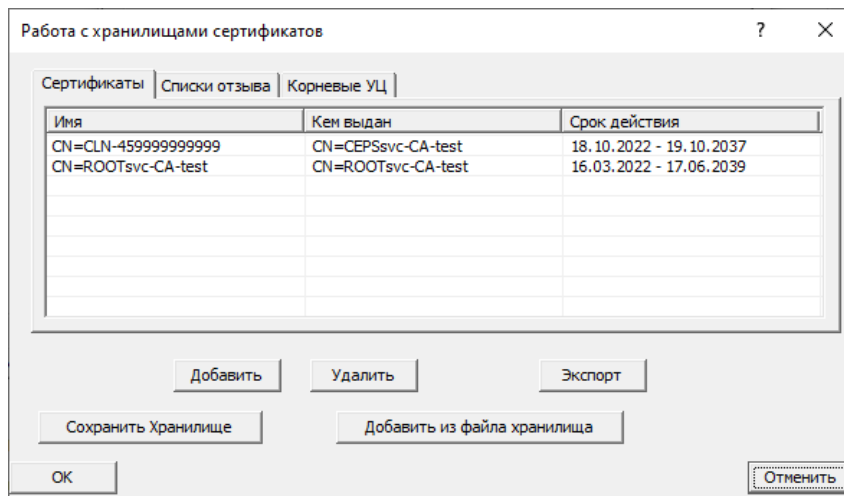 Работа с хранилищами сертификатов ?
Сертификаты Списки отзыва Корневые УЦ
Имя Кем выдан Срок действия
CN=CLN-459999999999 CN=CEPSsvc-CA-test 18.10.2022 - 19.10.2037
CN=ROOTsvc-CA-test CN=ROOTsvc-CA-test 16.03.2022 - 17.06.2039
Добавить Удалить Экспорт
Сохранить Хранилище Добавить из файла хранилища
ОК Отменить